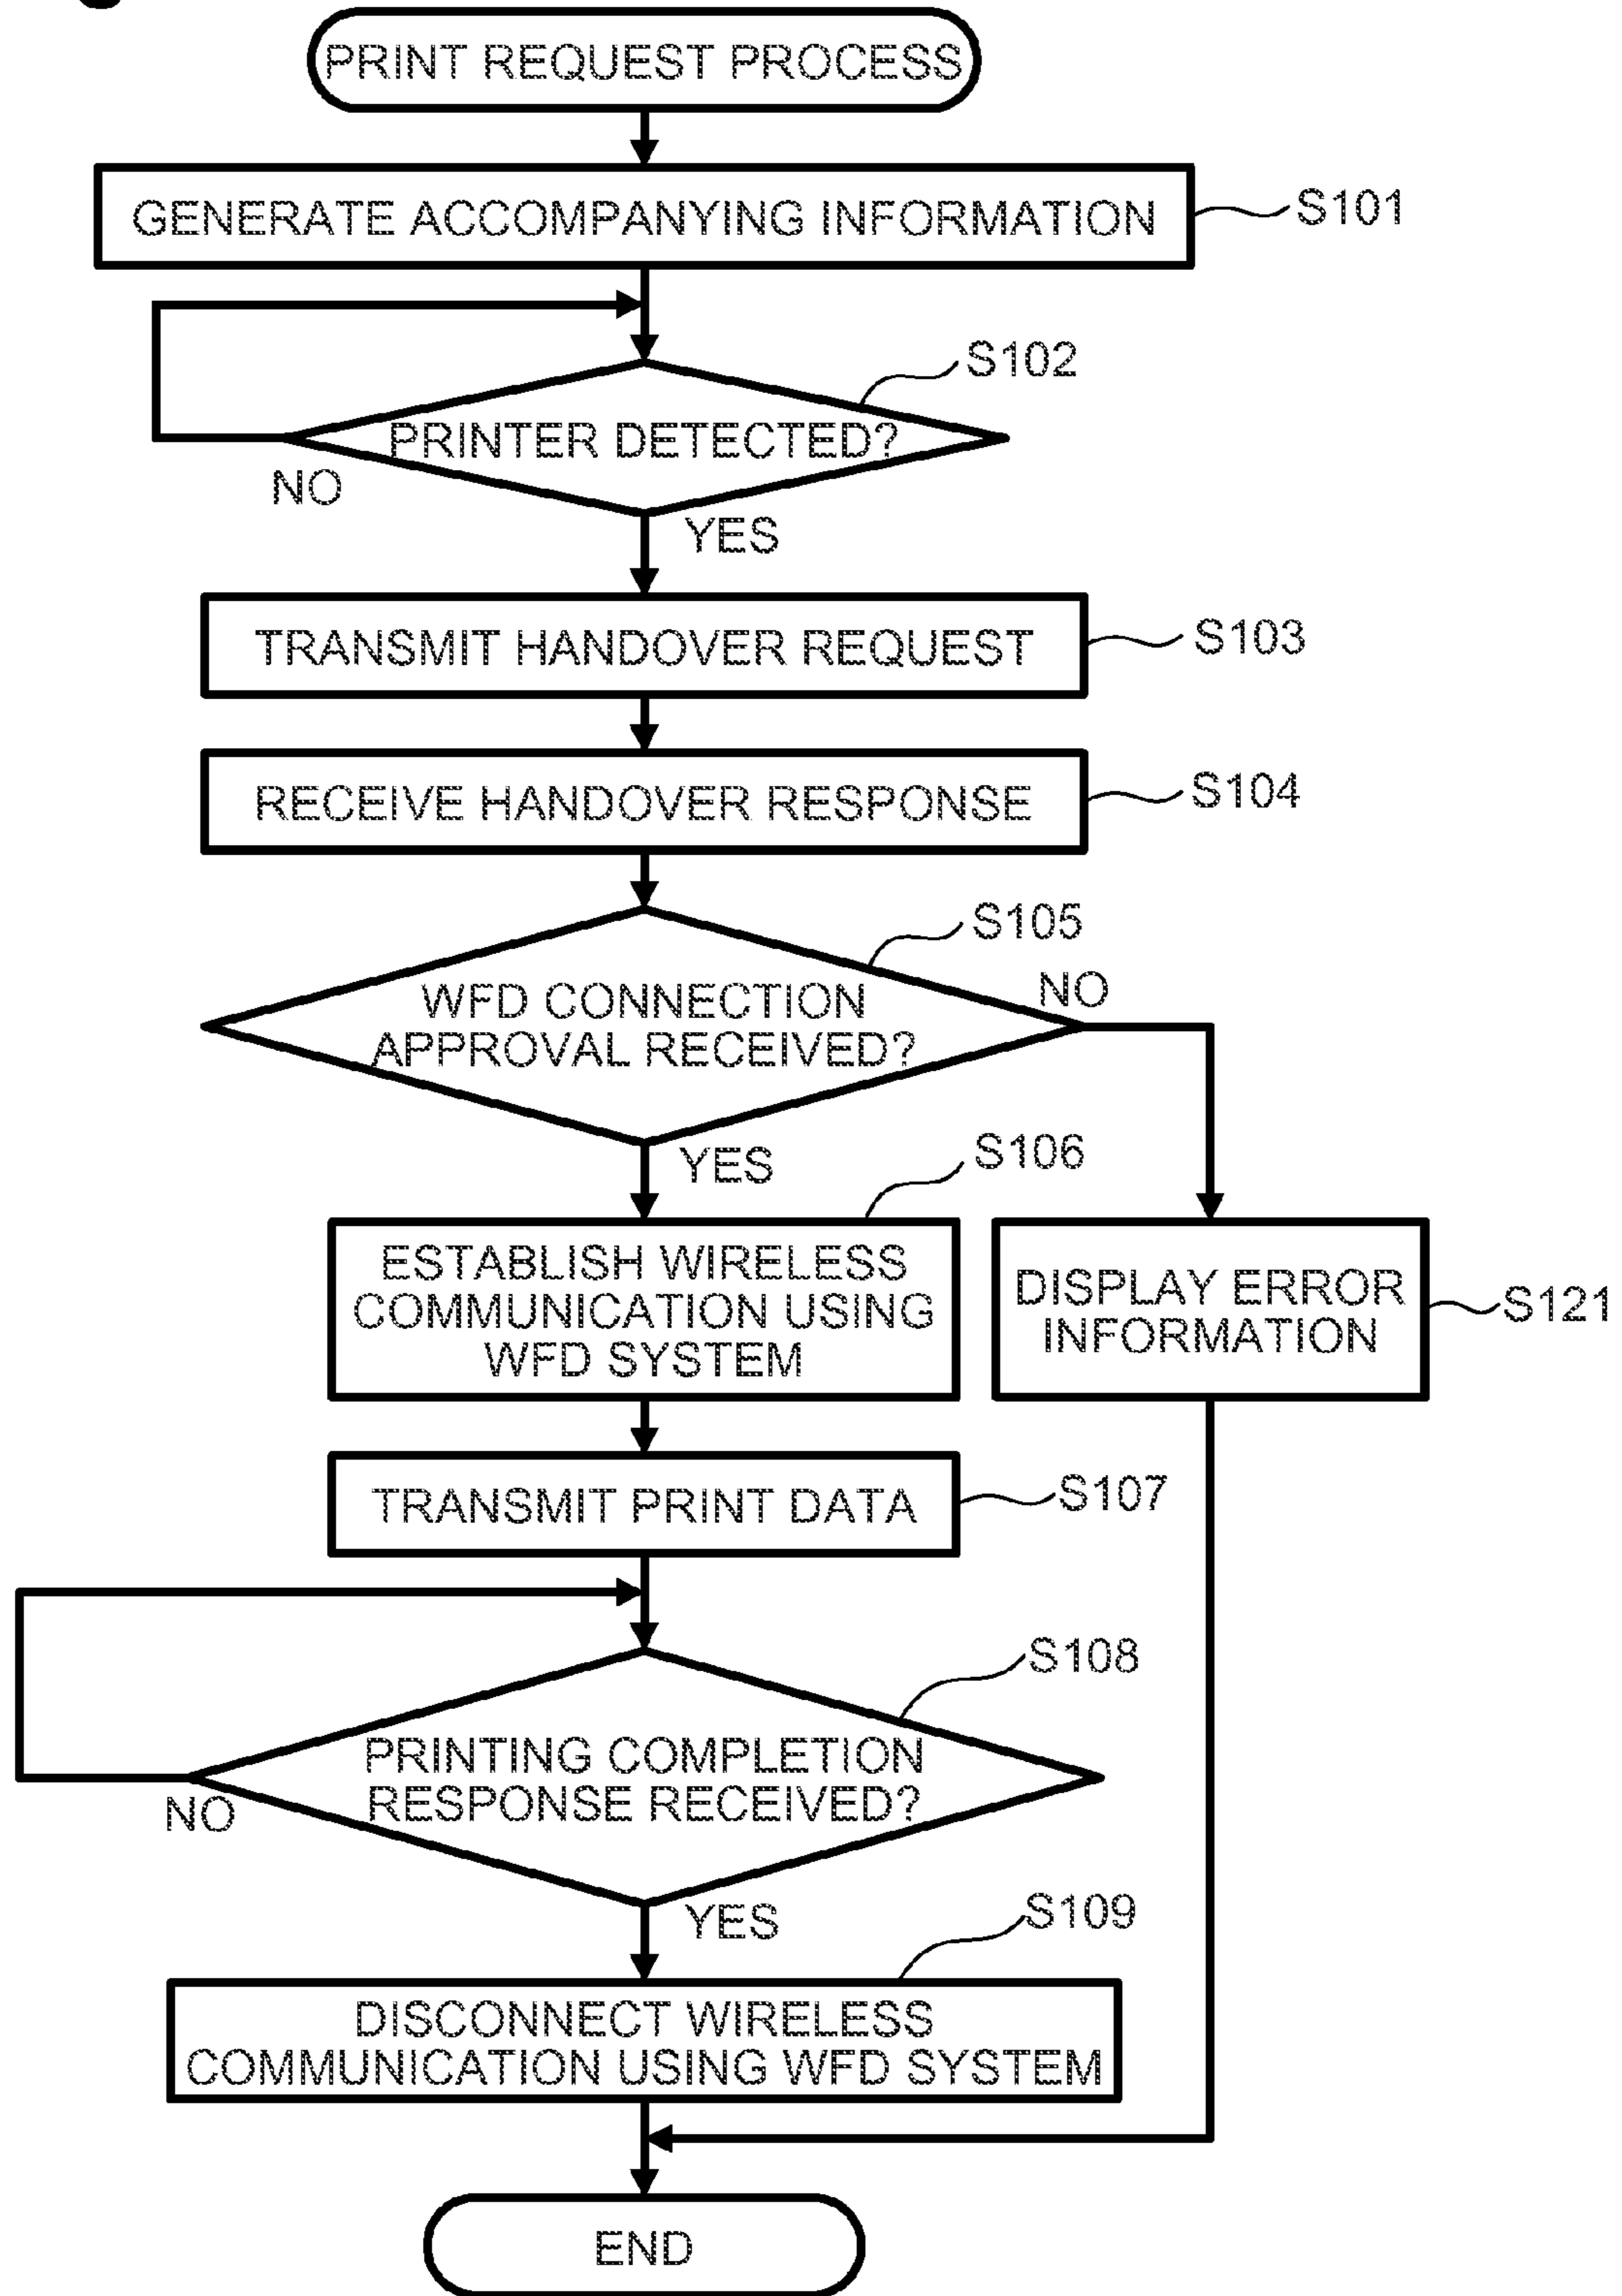 PRINT REQUEST PROCESS
GENERATE ACCOMPANYING INFORMATION
S101
S102
PRINTER DETECTED?
NO
YES
TRANSMIT HANDOVER REQUEST
S103
RECEIVE HANDOVER RESPONSE
S104
S105
WFD CONNECTION
APPROVAL RECEIVED?
NO
YES
S106
ESTABLISH WIRELESS
COMMUNICATION USING
WFD SYSTEM
DISPLAY ERROR
INFORMATION
S121
TRANSMIT PRINT DATA
S107
S108
PRINTING COMPLETION
RESPONSE RECEIVED?
NO
YES
S109
DISCONNECT WIRELESS
COMMUNICATION USING WFD SYSTEM
END